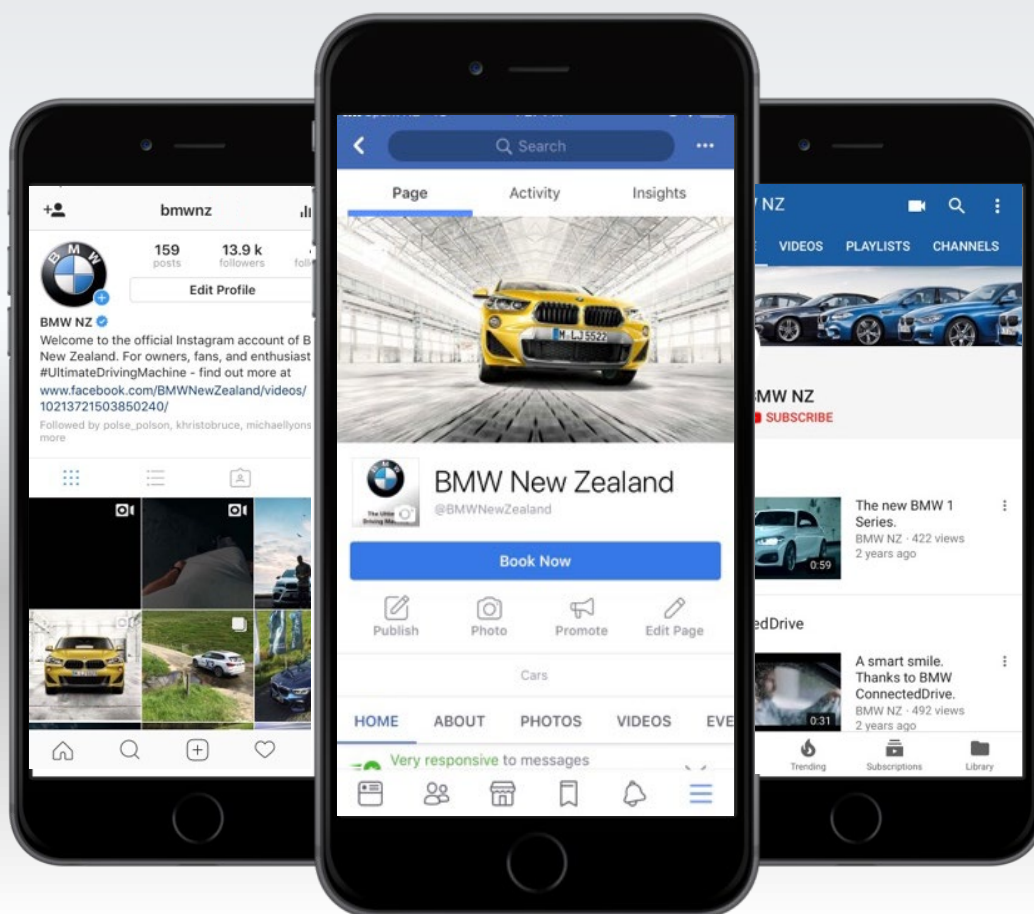 bmwnz
159
posts
13.9 k
followers
Edit Profile
BMW NZ
Welcome to the official Instagram account of B
New Zealand. For owners, fans, and enthusiast
#UltimateDrivingMachine - find out more at
www.facebook.com/BMWNewZealand/videos/
10213721503850240/
Followed by polse_polson, khristobruce, michaellyons
more
Search
Page
Activity
Insights
M·LJ5522
BMW New Zealand
@BMWNewZealand
Book Now
Publish
Photo
Promote
Edit Page
Cars
HOME
ABOUT
PHOTOS
VIDEOS
EVE
Very responsive to messages
NZ
VIDEOS
PLAYLISTS
CHANNELS
BMW NZ
SUBSCRIBE
The new BMW 1
Series.
BMW NZ · 422 views
2 years ago
0:59
edDrive
A smart smile.
Thanks to BMW
ConnectedDrive.
BMW NZ · 492 views
2 years ago
0:31
Trending
Subscriptions
Library